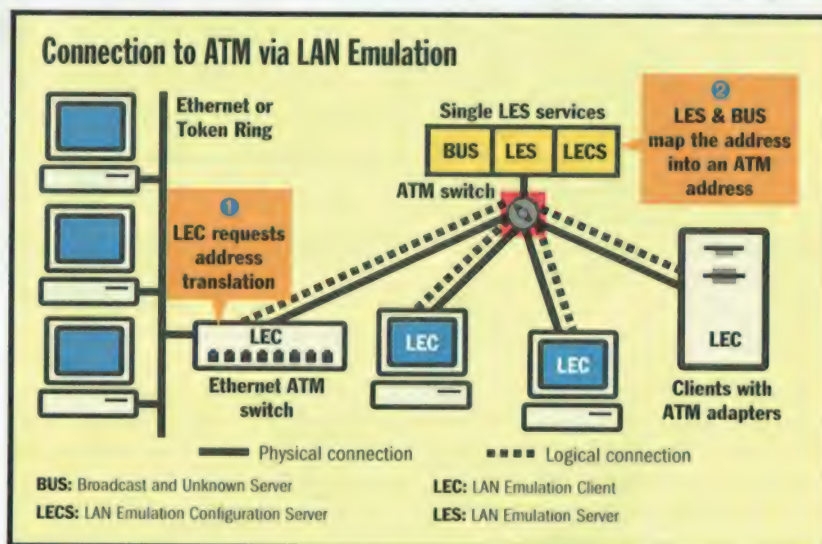 Connection to ATM via LAN Emulation
Ethernet or
Token Ring
1
LEC requests
address
translation
LEC
Ethernet ATM
switch
Single LES services
BUS LES LECS
ATM switch
2
LES & BUS
map the address
into an ATM
address
LEC
LEC
LEC
Clients with
ATM adapters
Physical connection
Logical connection
BUS: Broadcast and Unknown Server
LEC: LAN Emulation Client
LECS: LAN Emulation Configuration Server
LES: LAN Emulation Server